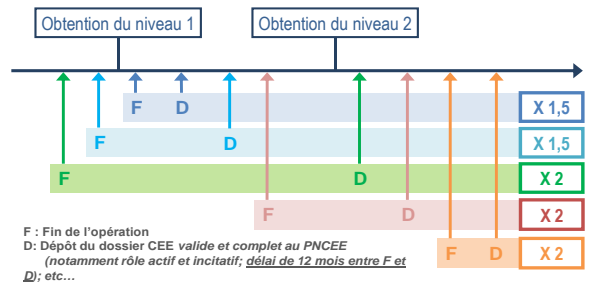 Obtention du niveau 1
Obtention du niveau 2
F D X 1,5
F D X 1,5
F D X 2
F D X 2
F D X 2
F : Fin de l'opération
D: Dépôt du dossier CEE valide et complet au PNCEE
(notamment rôle actif et incitatif; délai de 12 mois entre F et
D); etc…